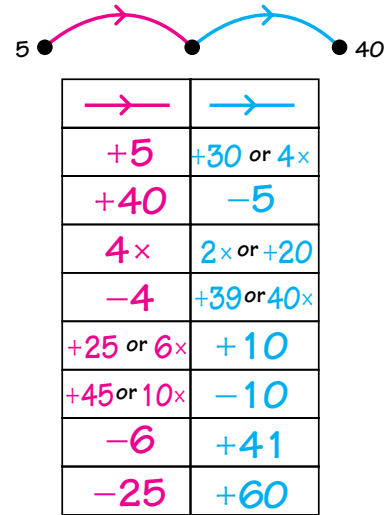 5 40
+5 +30 or 4×
+40 −5
4× 2× or +20
−4 +39 or 40×
+25 or 6× +10
+45 or 10× −10
−6 +41
−25 +60